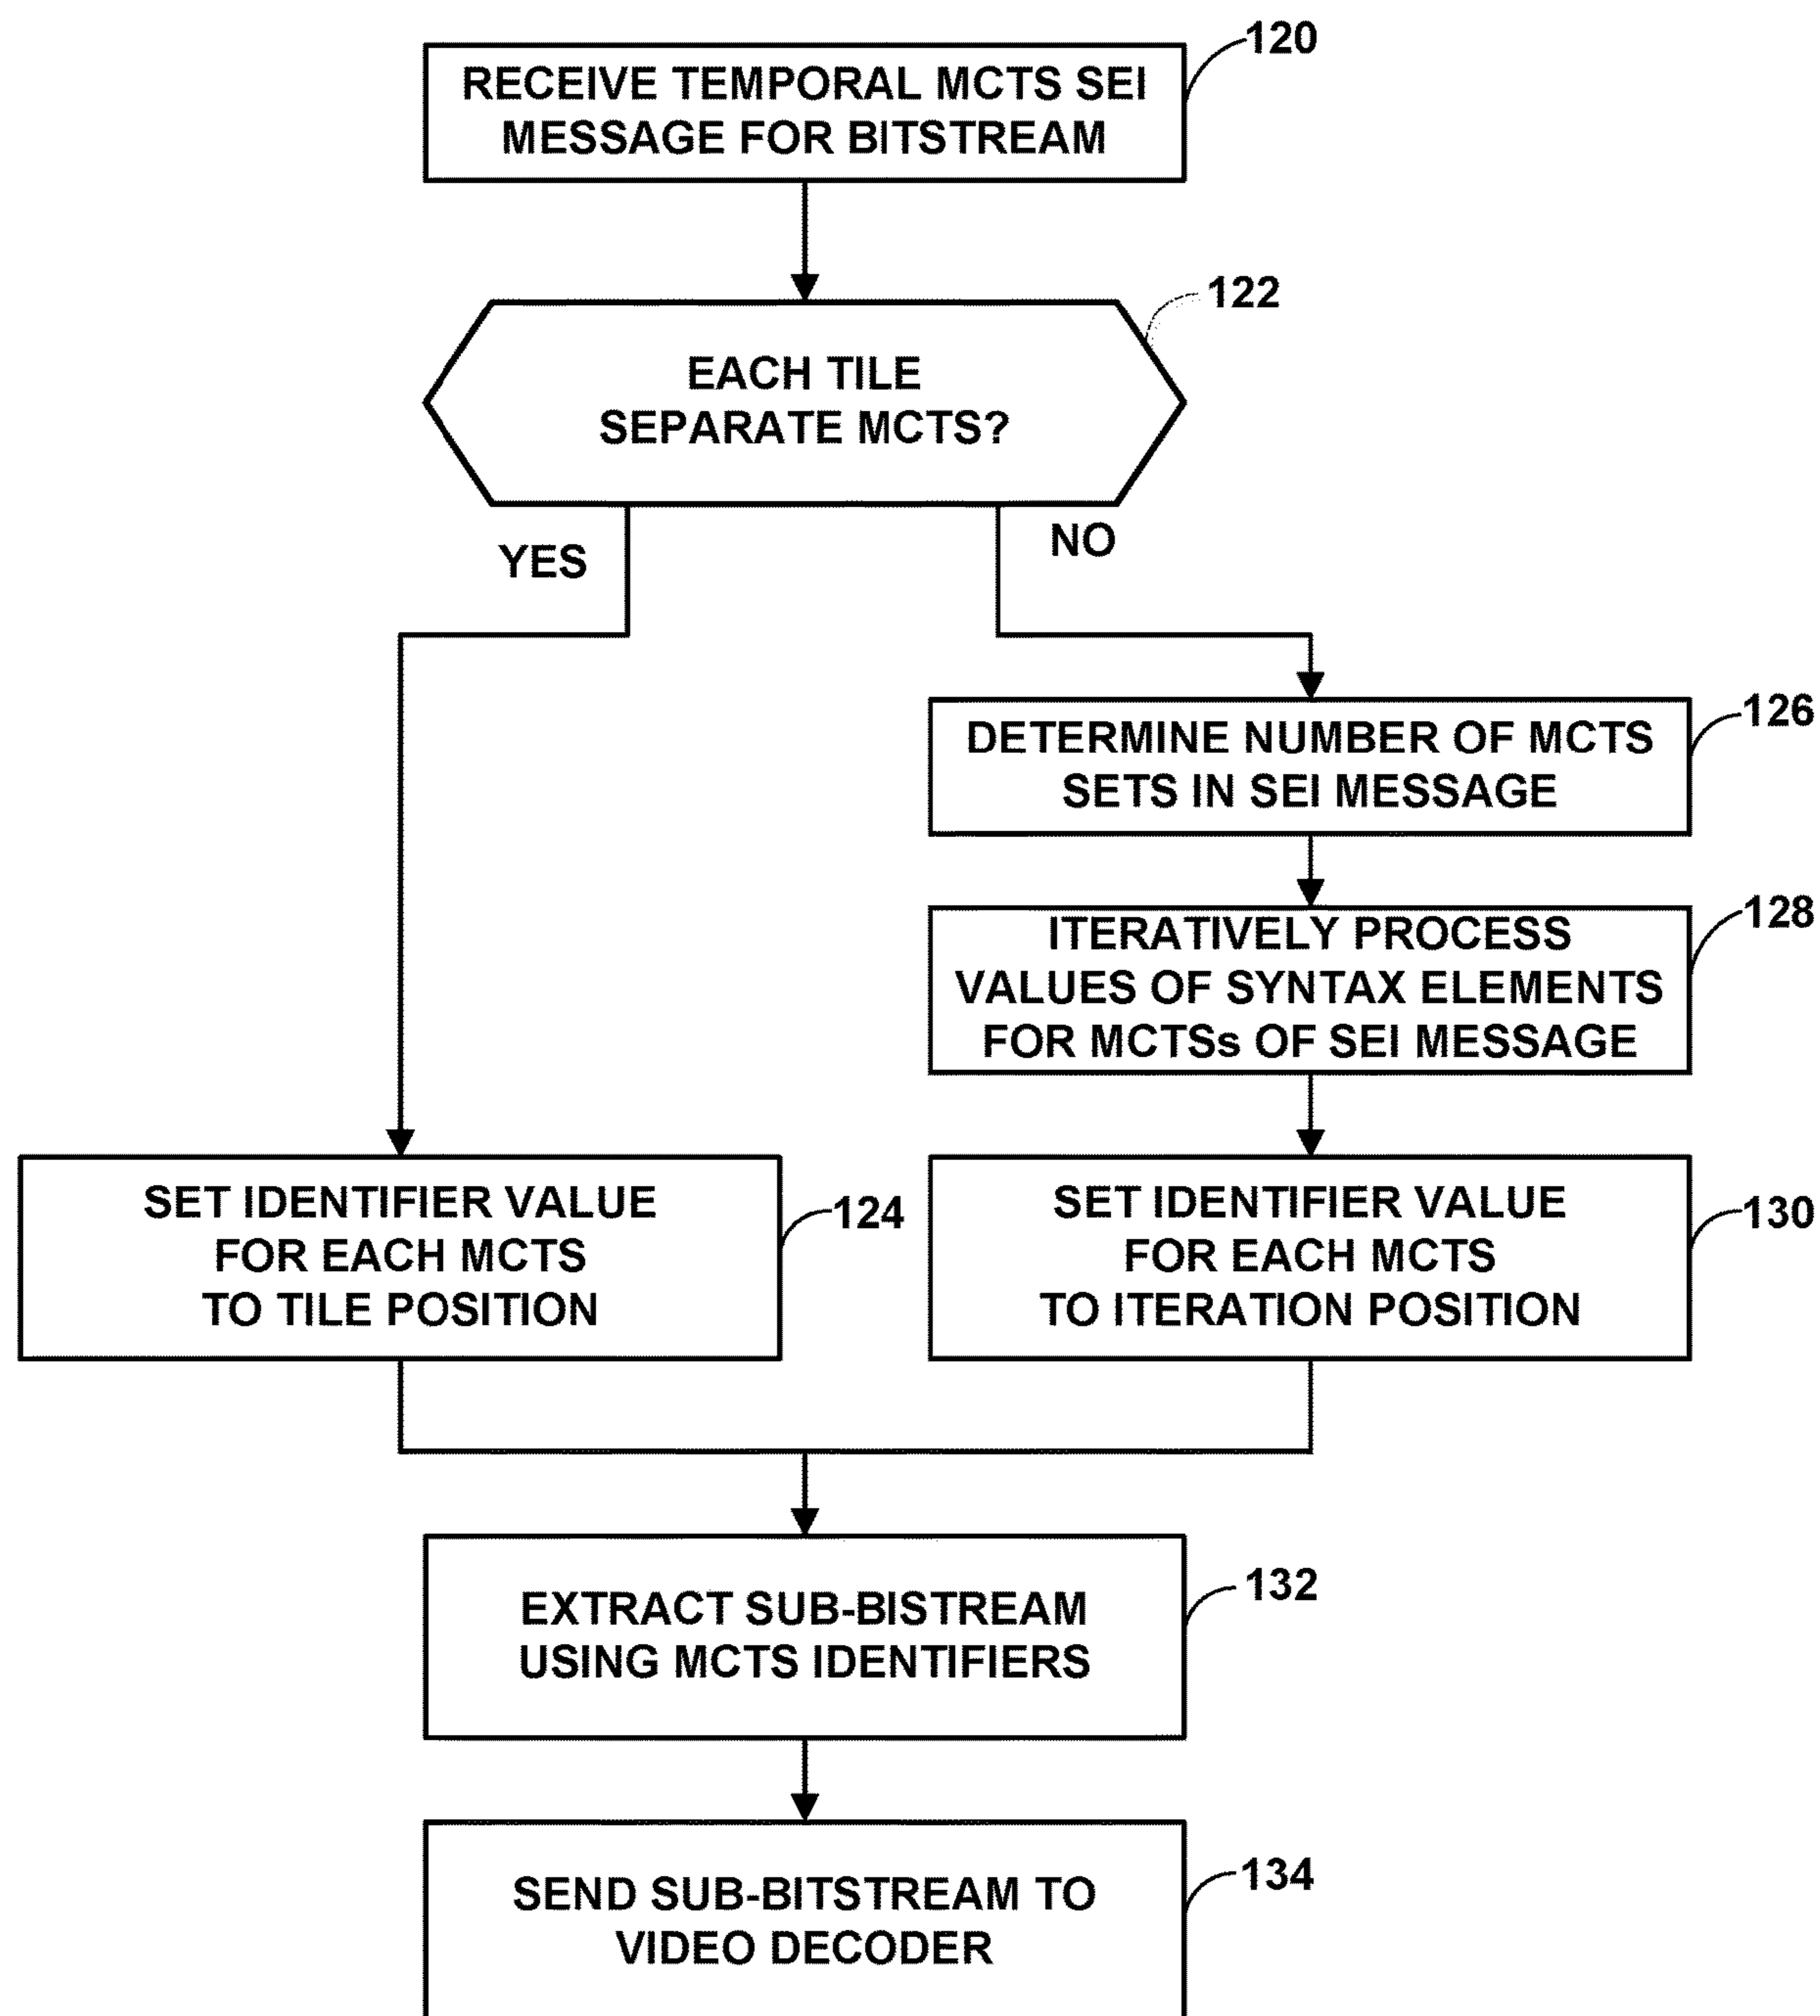 120
RECEIVE TEMPORAL MCTS SEI
MESSAGE FOR BITSTREAM
122
EACH TILE
SEPARATE MCTS?
YES
NO
126
DETERMINE NUMBER OF MCTS
SETS IN SEI MESSAGE
128
ITERATIVELY PROCESS
VALUES OF SYNTAX ELEMENTS
FOR MCTSs OF SEI MESSAGE
SET IDENTIFIER VALUE
FOR EACH MCTS
TO TILE POSITION
124
SET IDENTIFIER VALUE
FOR EACH MCTS
TO ITERATION POSITION
130
EXTRACT SUB-BISTREAM
USING MCTS IDENTIFIERS
132
SEND SUB-BITSTREAM TO
VIDEO DECODER
134